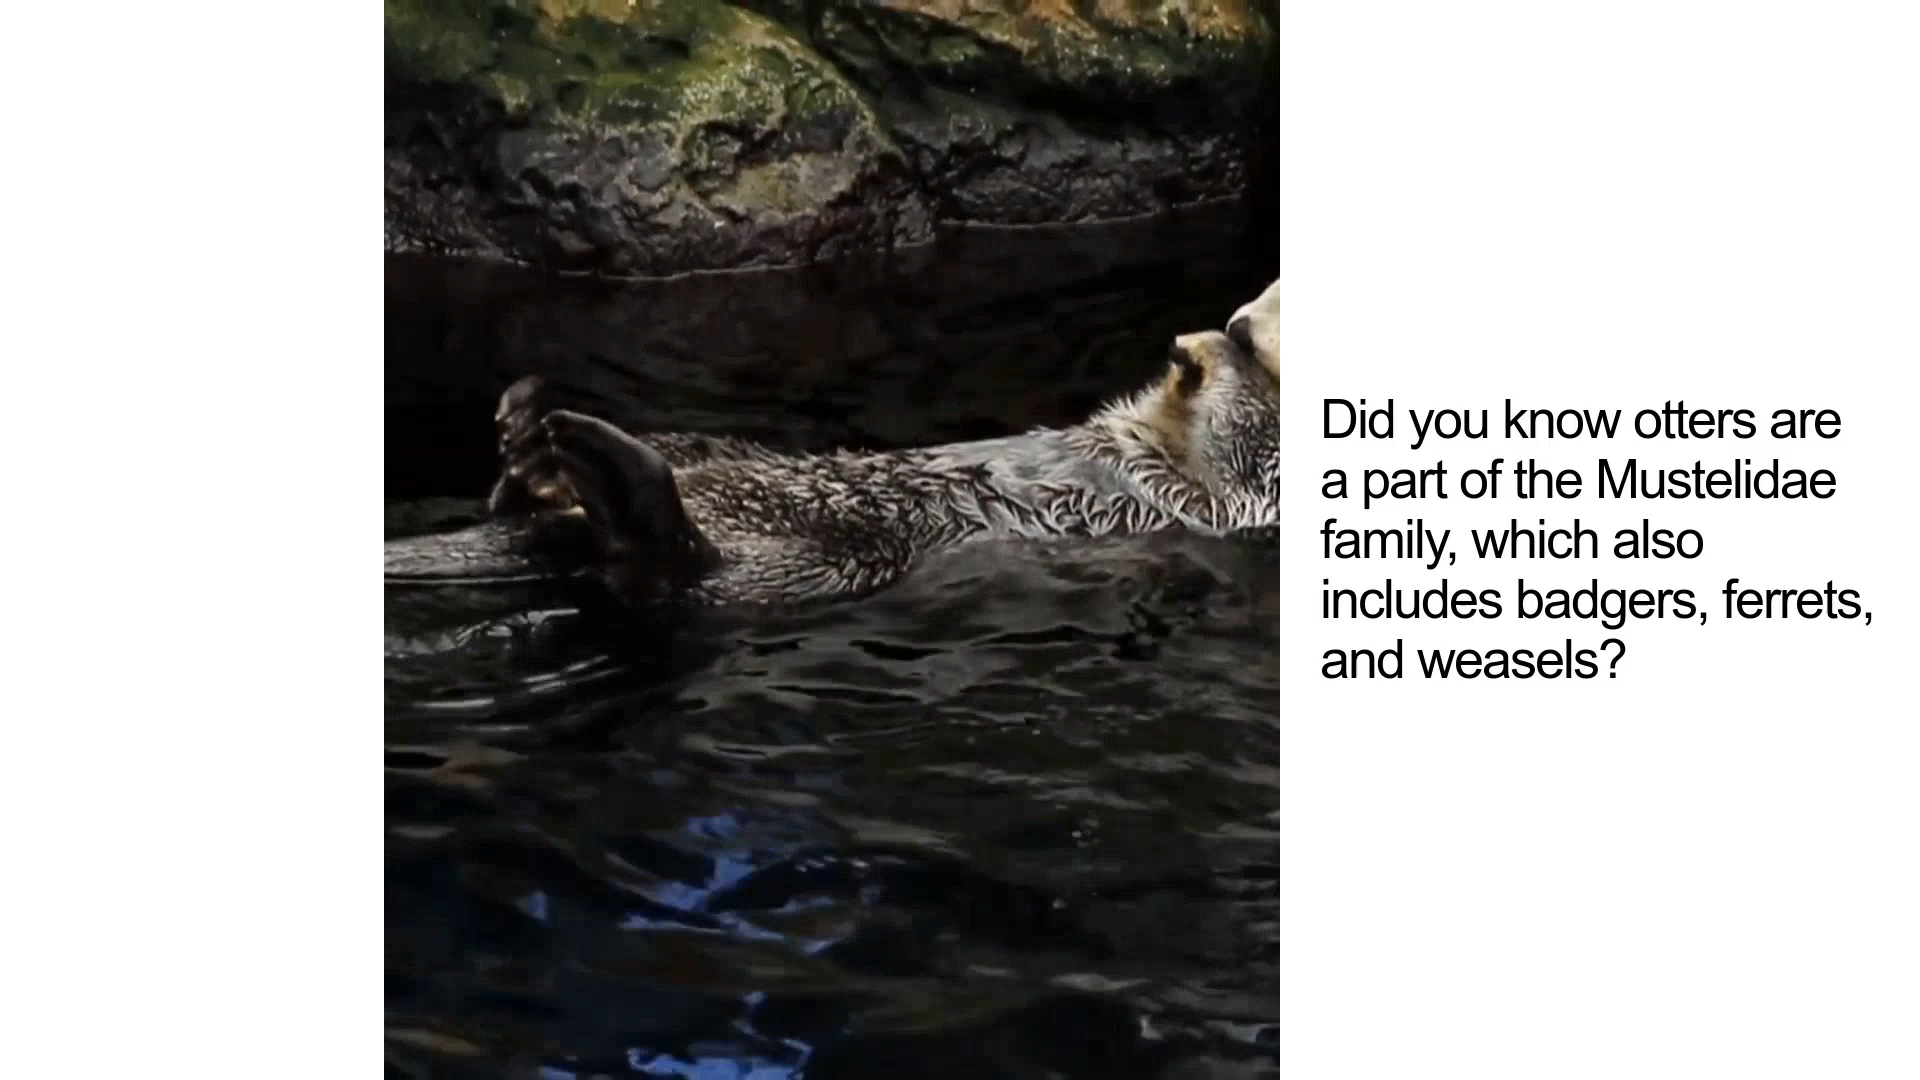 Did you know otters are
a part of the Mustelidae
family, which also
includes badgers, ferrets,
and weasels?